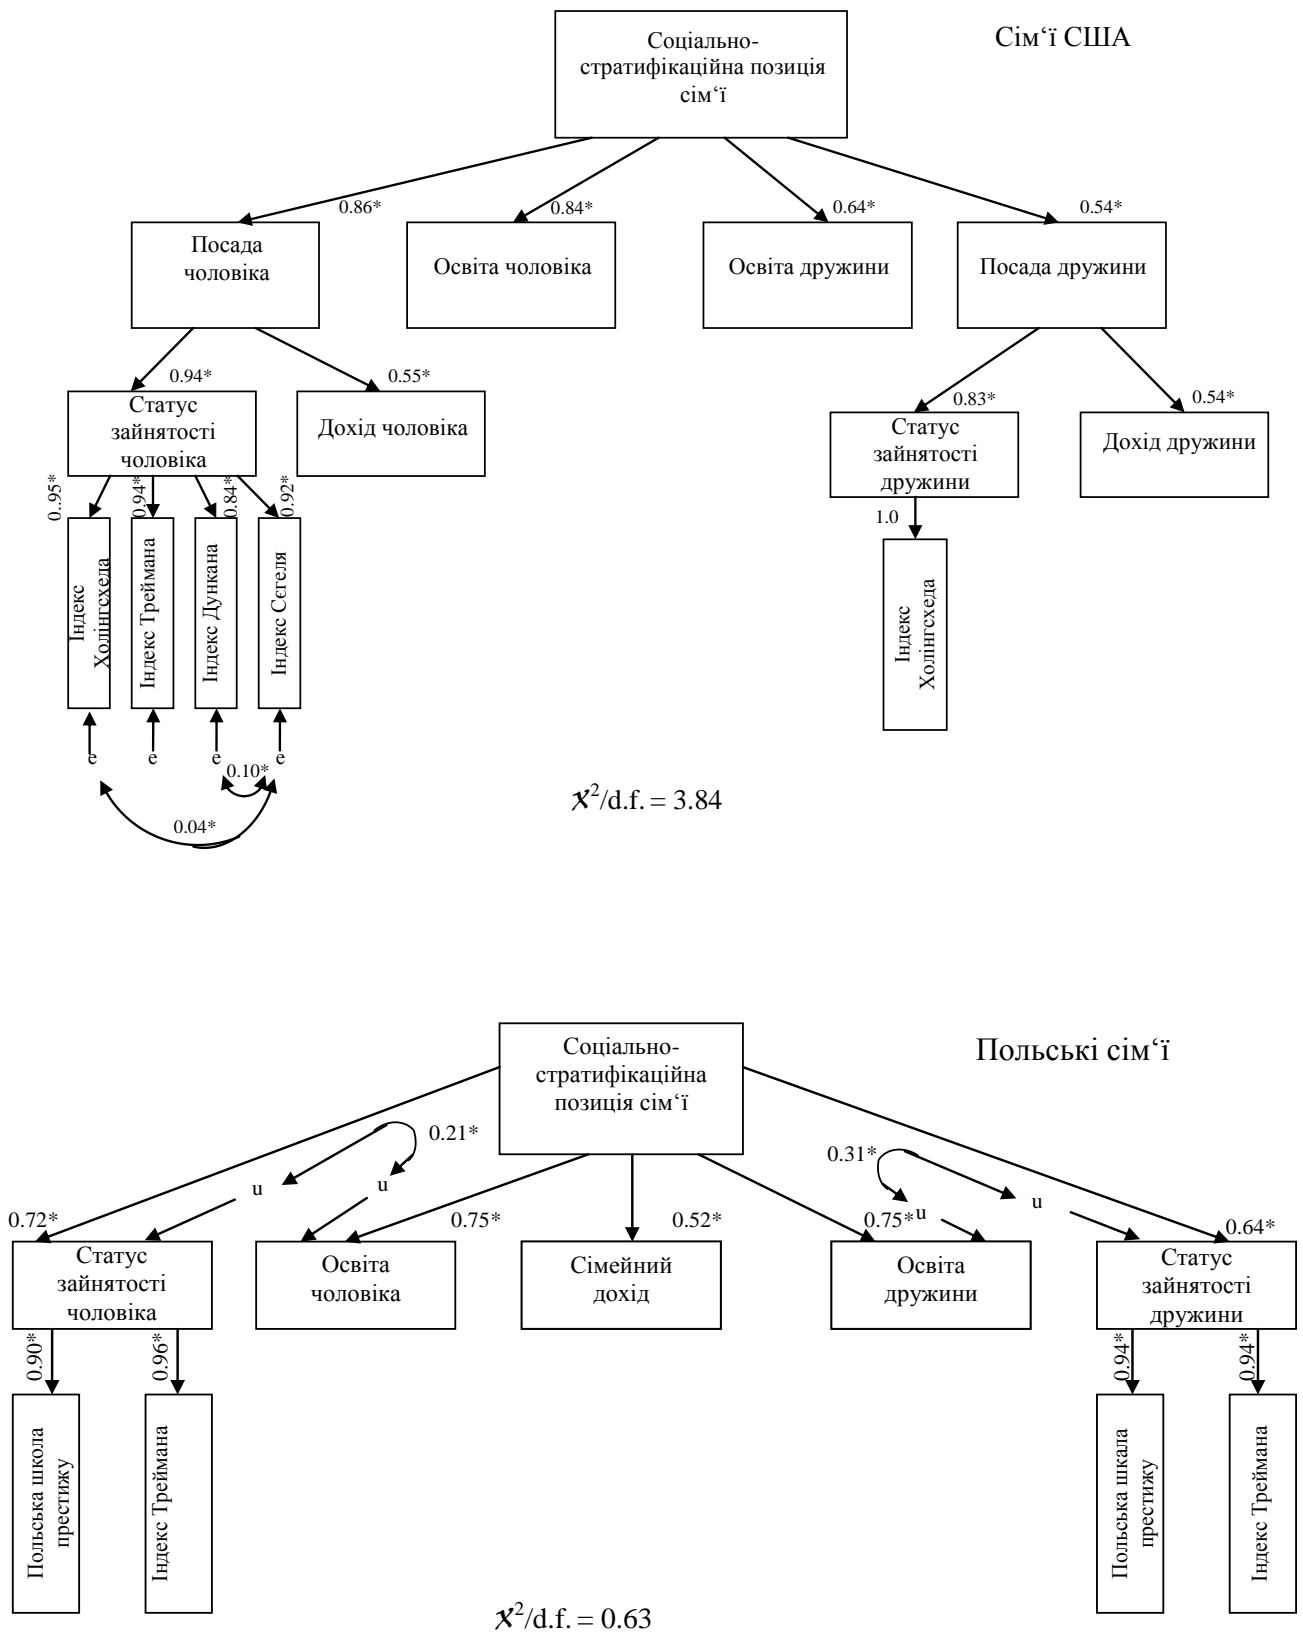 Соціально-
стратифікаційна позиція
сім‘ї
Сім‘ї США
0.86*
0.84*
0.64*
0.54*
Посада
чоловіка
Освіта чоловіка
Освіта дружини
Посада дружини
0.94*
0.55*
0.83*
0.54*
Статус
зайнятості
чоловіка
Дохід чоловіка
Статус
зайнятості
дружини
Дохід дружини
0..95*
0.94*
0.84*
0.92*
1.0
Індекс
Холінгсхеда
Індекс Треймана
Індекс Дункана
Індекс Сєгеля
Індекс
Холінгсхеда
e
e
e
e
0.10*
0.04*
χ²/d.f. = 3.84
Соціально-
стратифікаційна
позиція сім‘ї
Польські сім‘ї
0.21*
0.31*
u
u
u
u
0.72*
0.75*
0.52*
0.75*
0.64*
Статус
зайнятості
чоловіка
Освіта
чоловіка
Сімейний
дохід
Освіта
дружини
Статус
зайнятості
дружини
0.90*
0.96*
0.94*
0.94*
Польська школа
престижу
Індекс Треймана
Польська шкала
престижу
Індекс Треймана
χ²/d.f. = 0.63